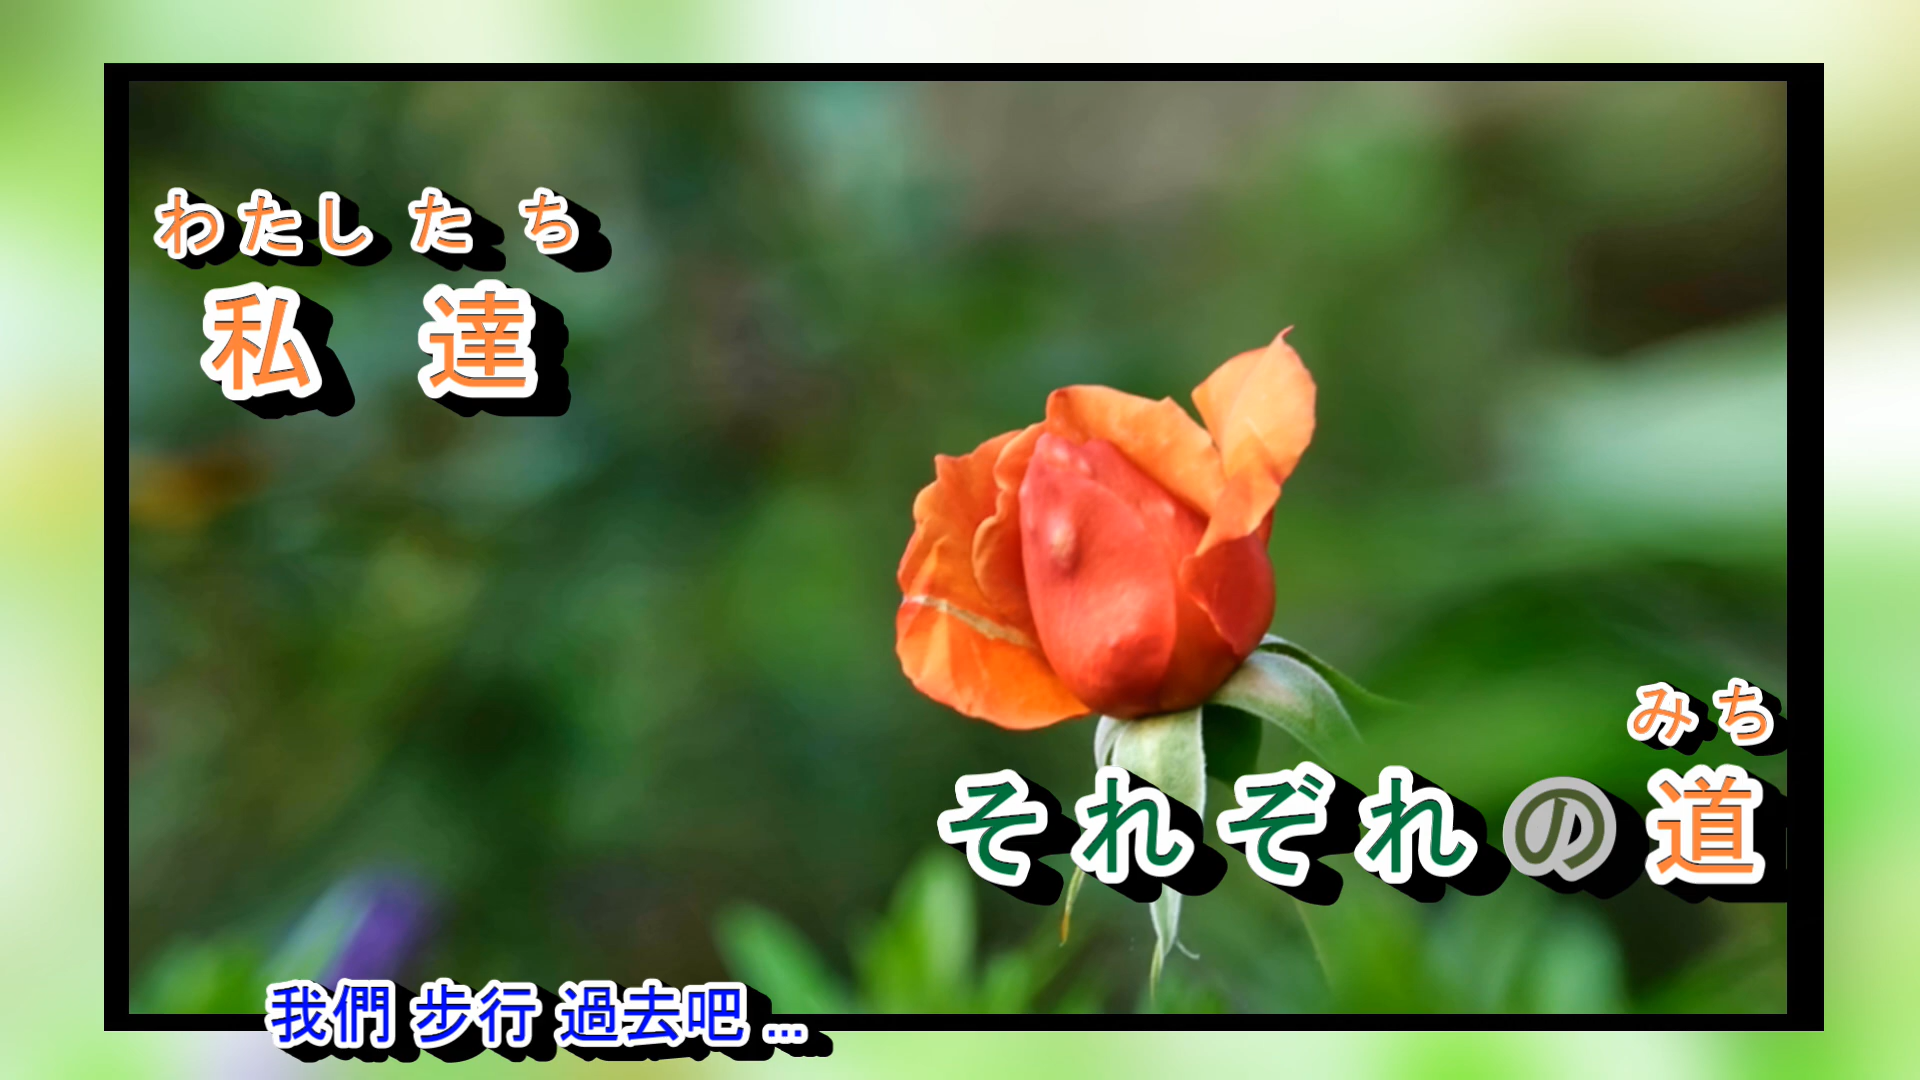 わたし たち
私 達
みち
それぞれの道
我們 步行 過去吧 ...